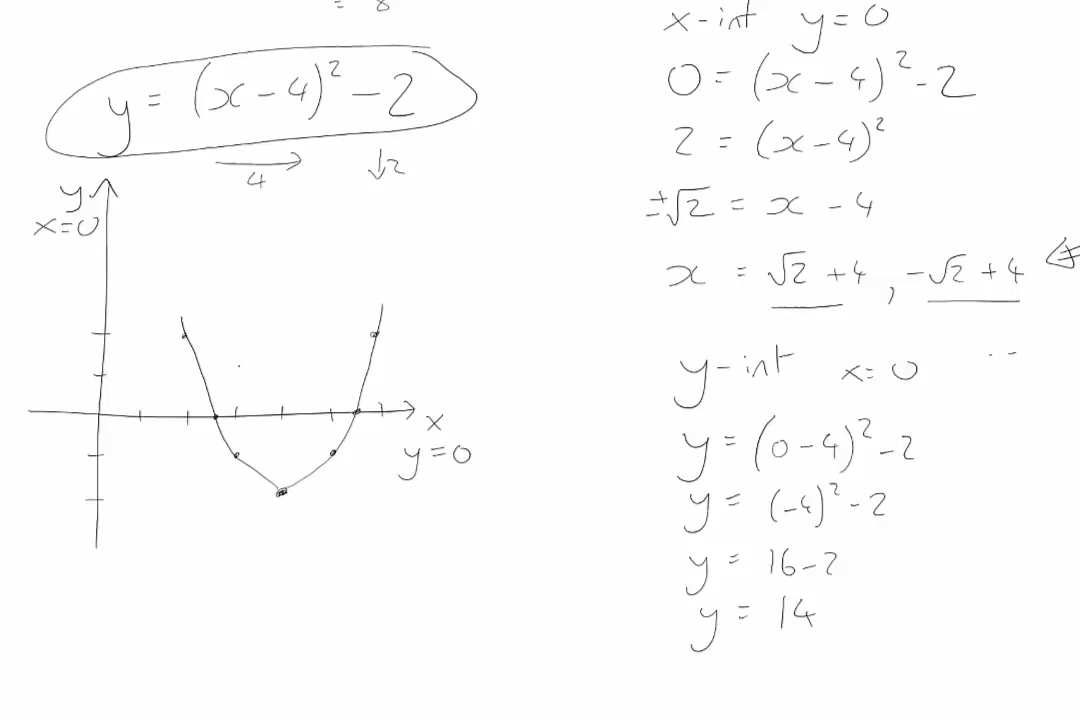 = 8
y = (x - 4)² - 2
4 ↓2
y
x=0
x
y=0
x-int y=0
0 = (x - 4)² - 2
2 = (x - 4)²
±√2 = x - 4
x = √2 + 4 , -√2 + 4
y-int x=0
y = (0 - 4)² - 2
y = (-4)² - 2
y = 16 - 2
y = 14